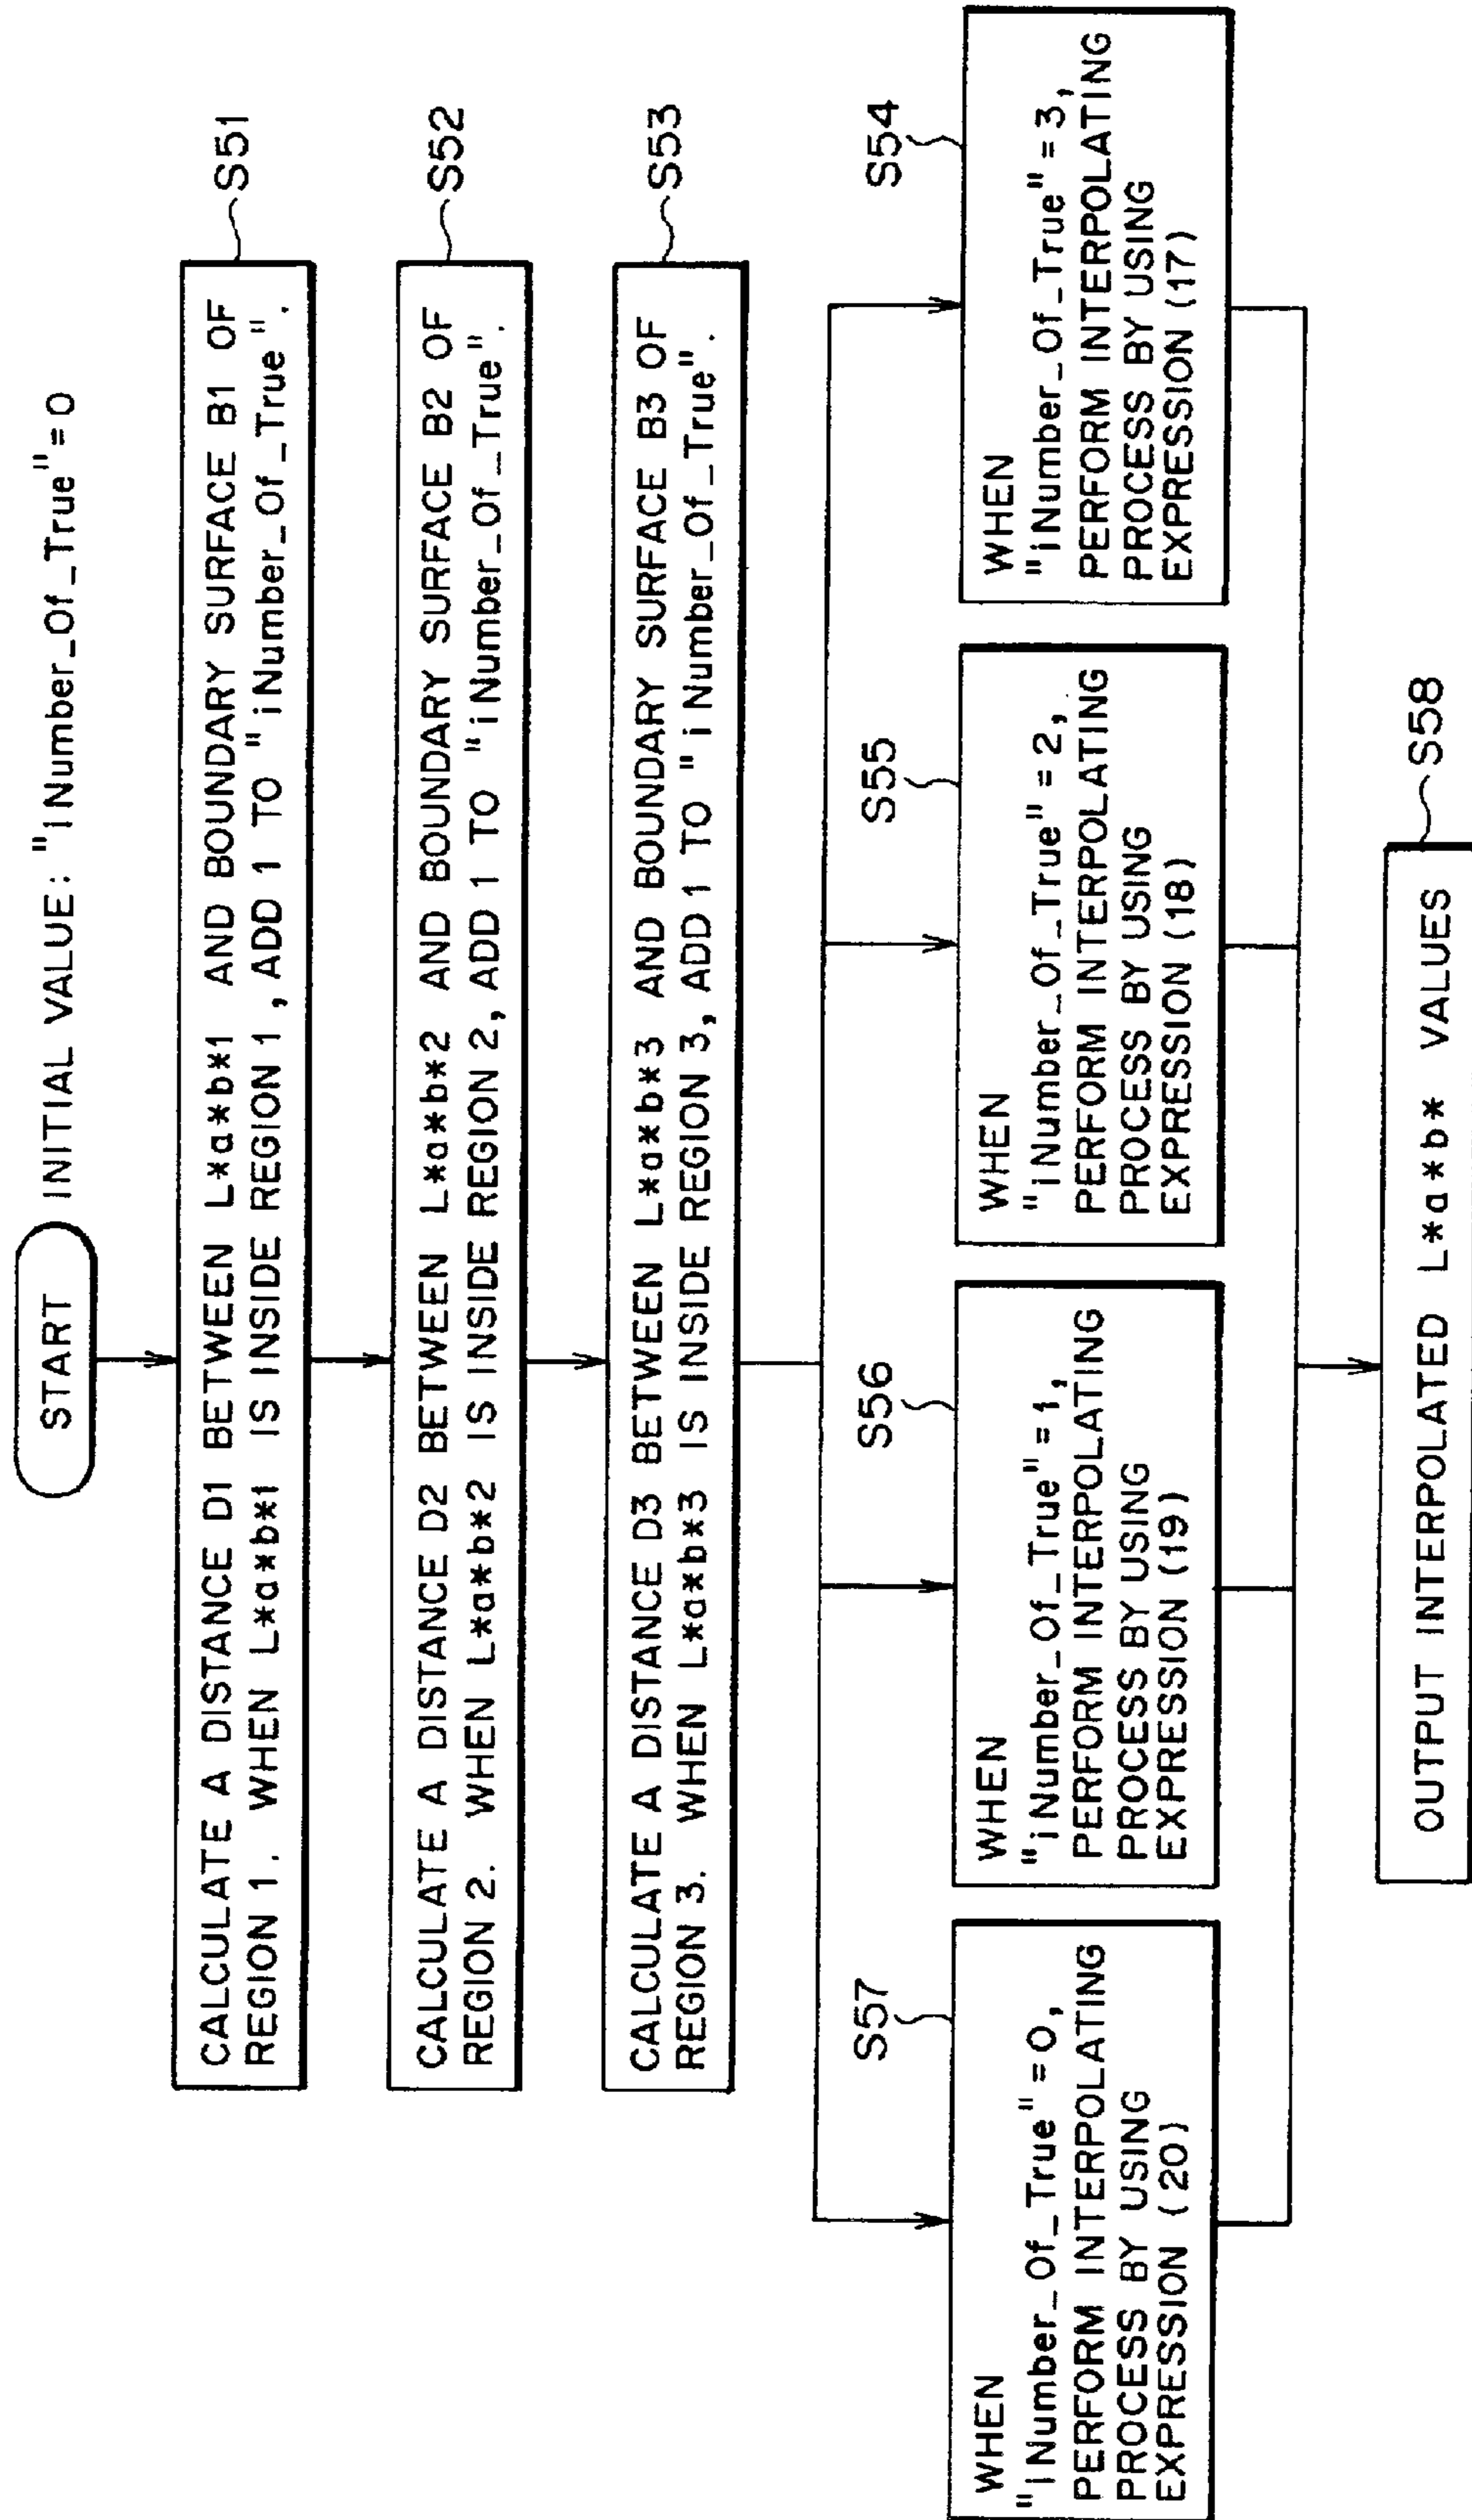 START
INITIAL VALUE: "iNumber_Of_True"=0
CALCULATE A DISTANCE D1 BETWEEN L*a*b*1 AND BOUNDARY SURFACE B1 OF
REGION 1. WHEN L*a*b*1 IS INSIDE REGION 1, ADD 1 TO "iNumber_Of_True".
S51
CALCULATE A DISTANCE D2 BETWEEN L*a*b*2 AND BOUNDARY SURFACE B2 OF
REGION 2. WHEN L*a*b*2 IS INSIDE REGION 2, ADD 1 TO "iNumber_Of_True".
S52
CALCULATE A DISTANCE D3 BETWEEN L*a*b*3 AND BOUNDARY SURFACE B3 OF
REGION 3. WHEN L*a*b*3 IS INSIDE REGION 3, ADD 1 TO "iNumber_Of_True".
S53
S57
WHEN
"iNumber_Of_True"=0,
PERFORM INTERPOLATING
PROCESS BY USING
EXPRESSION (20)
S56
WHEN
"iNumber_Of_True"=1,
PERFORM INTERPOLATING
PROCESS BY USING
EXPRESSION (19)
S55
WHEN
"iNumber_Of_True"=2,
PERFORM INTERPOLATING
PROCESS BY USING
EXPRESSION (18)
S54
WHEN
"iNumber_Of_True"=3,
PERFORM INTERPOLATING
PROCESS BY USING
EXPRESSION (17)
OUTPUT INTERPOLATED L*a*b* VALUES
S58